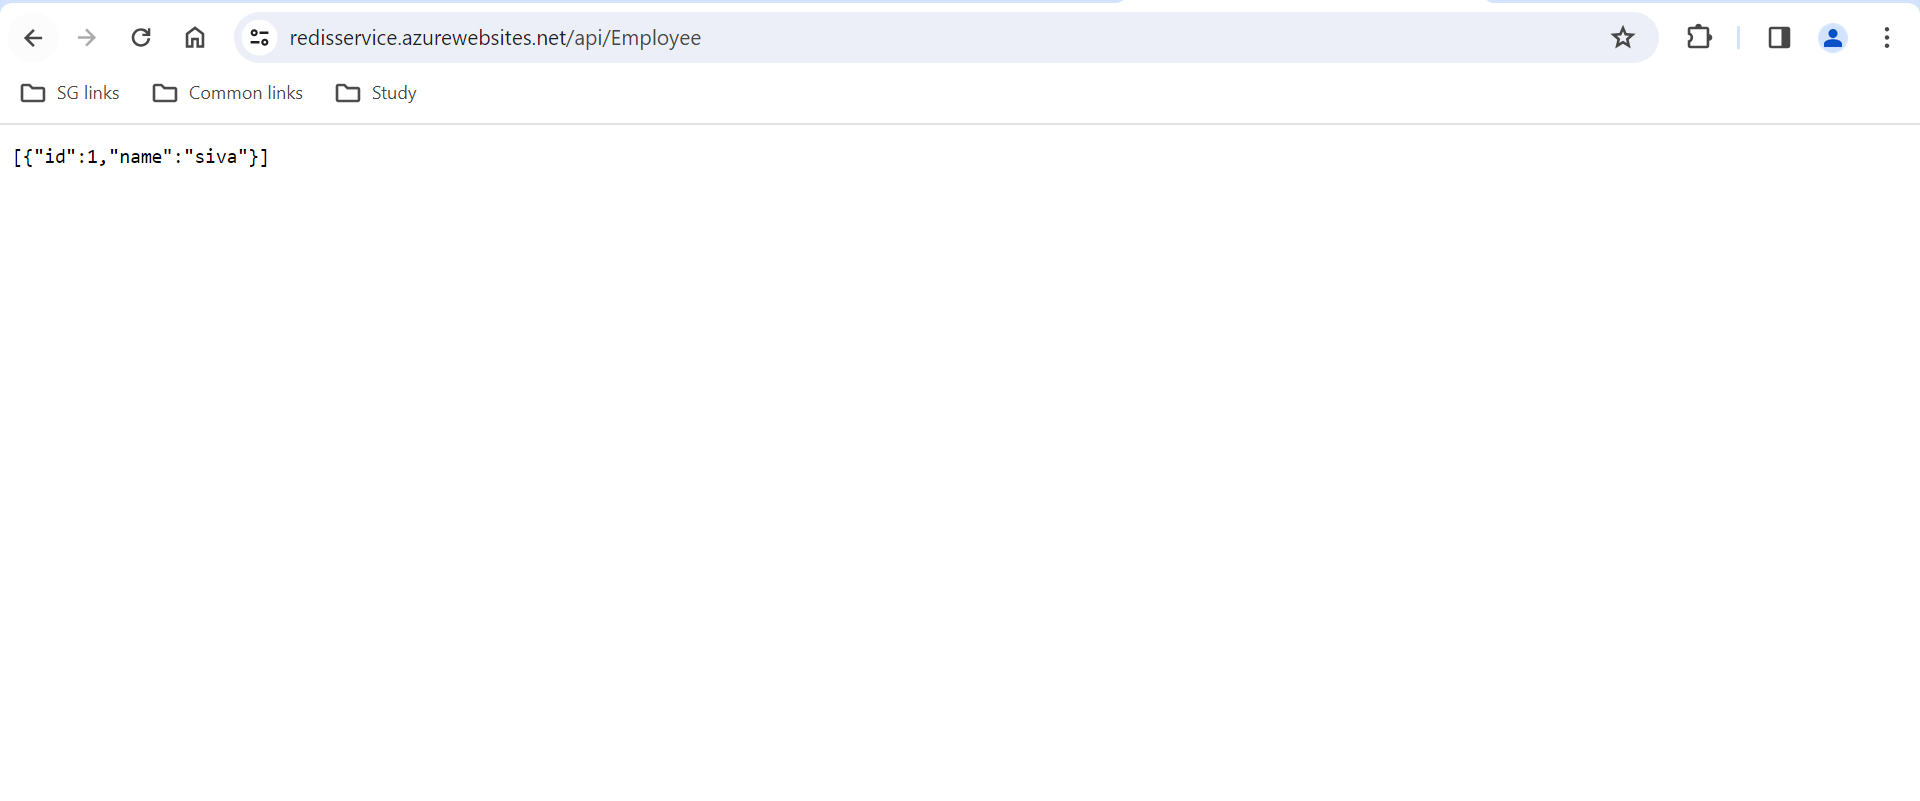 redisservice.azurewebsites.net/api/Employee
SG links Common links Study
[{"id":1,"name":"siva"}]